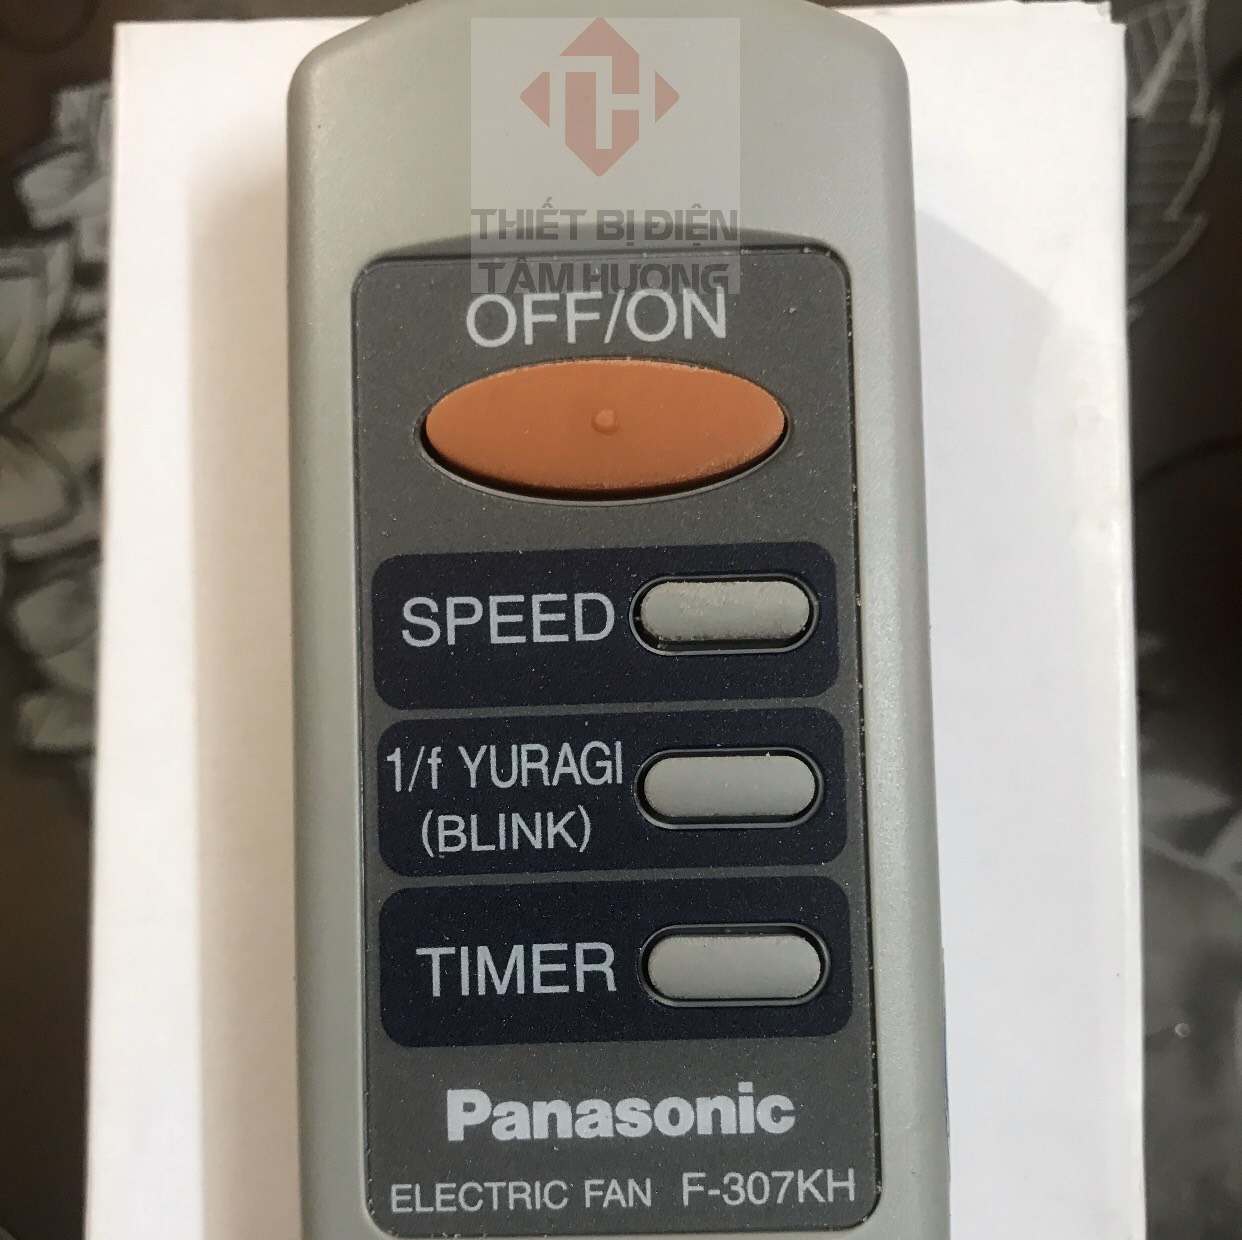 THIẾT BỊ ĐIỆN
TÂM HƯƠNG
OFF/ON
SPEED
1/f YURAGI
(BLINK)
TIMER
Panasonic
ELECTRIC FAN F-307KH